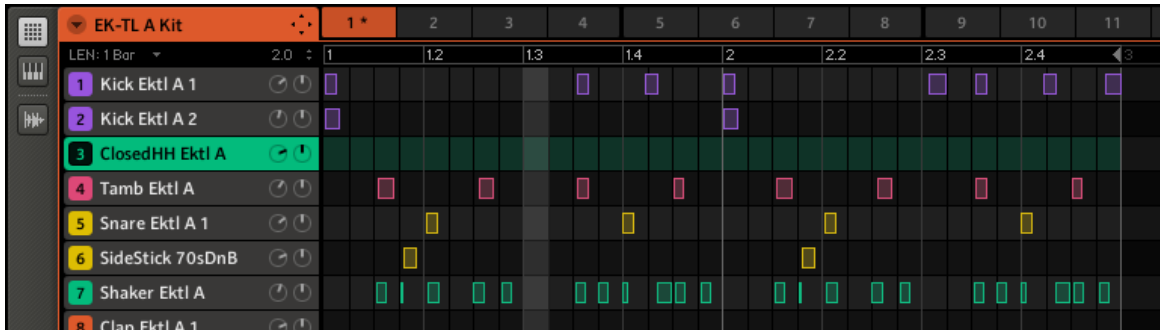 EK-TL A Kit 1 * 2 3 4 5 6 7 8 9 10 11
LEN: 1 Bar 2.0 1 1.2 1.3 1.4 2 2.2 2.3 2.4 3
1 Kick Ektl A 1
2 Kick Ektl A 2
3 ClosedHH Ektl A
4 Tamb Ektl A
5 Snare Ektl A 1
6 SideStick 70sDnB
7 Shaker Ektl A
8 Clap Ektl A 1